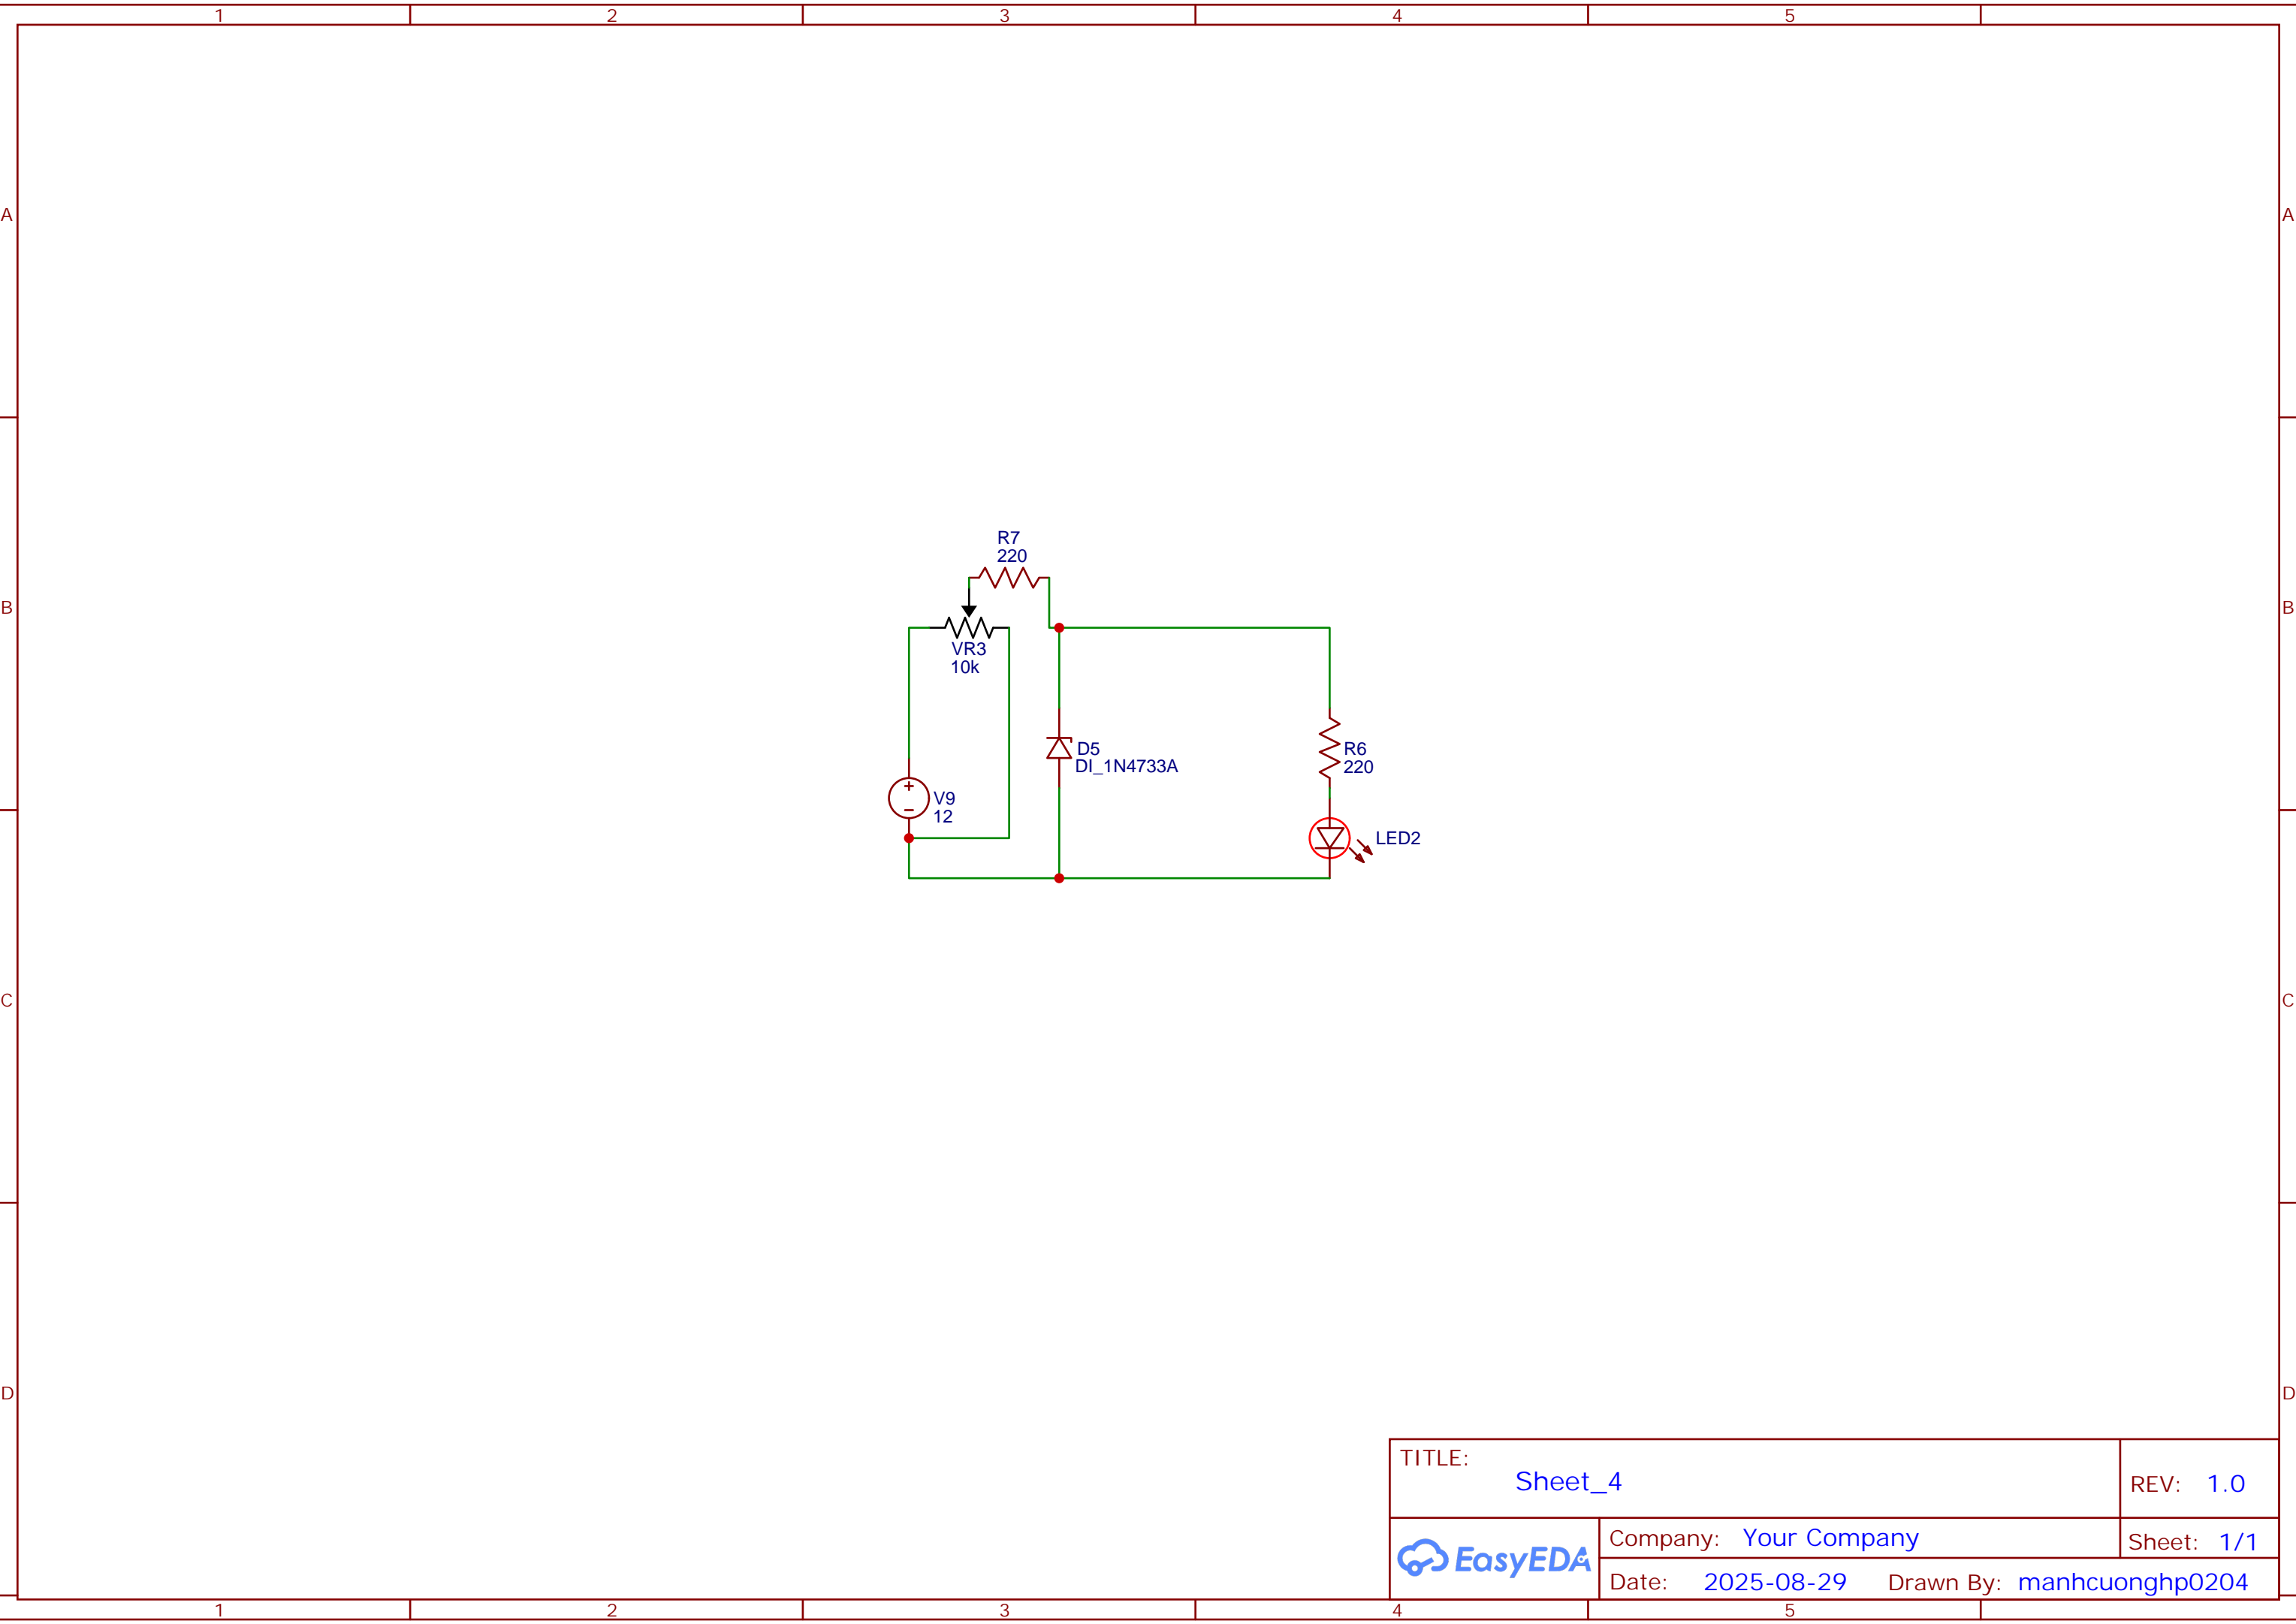 1 2 3 4 5
A A
R7
220
B B
VR3
10k
D5
DI_1N4733A
R6
220
V9
12
LED2
C C
D D
TITLE:
Sheet_4
REV: 1.0
EasyEDA
Company: Your Company
Sheet: 1/1
Date: 2025-08-29 Drawn By: manhcuonghp0204
1 2 3 4 5